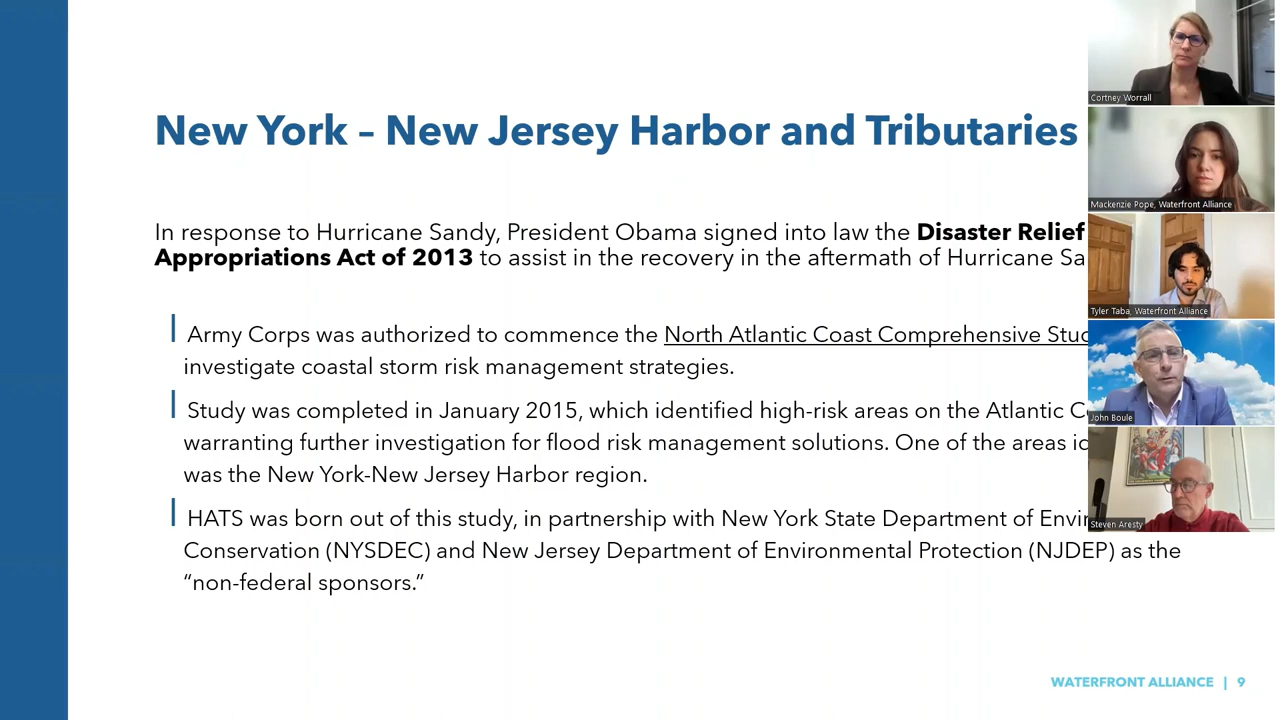 New York – New Jersey Harbor and Tributaries
In response to Hurricane Sandy, President Obama signed into law the Disaster Relief
Appropriations Act of 2013 to assist in the recovery in the aftermath of Hurricane Sa
Army Corps was authorized to commence the North Atlantic Coast Comprehensive Stud
investigate coastal storm risk management strategies.
Study was completed in January 2015, which identified high-risk areas on the Atlantic C
warranting further investigation for flood risk management solutions. One of the areas id
was the New York-New Jersey Harbor region.
HATS was born out of this study, in partnership with New York State Department of Envir
Conservation (NYSDEC) and New Jersey Department of Environmental Protection (NJDEP) as the
“non-federal sponsors.”
WATERFRONT ALLIANCE | 9
Cortney Worrall
Mackenzie Pope, Waterfront Alliance
Tyler Taba, Waterfront Alliance
John Boule
Steven Aresty